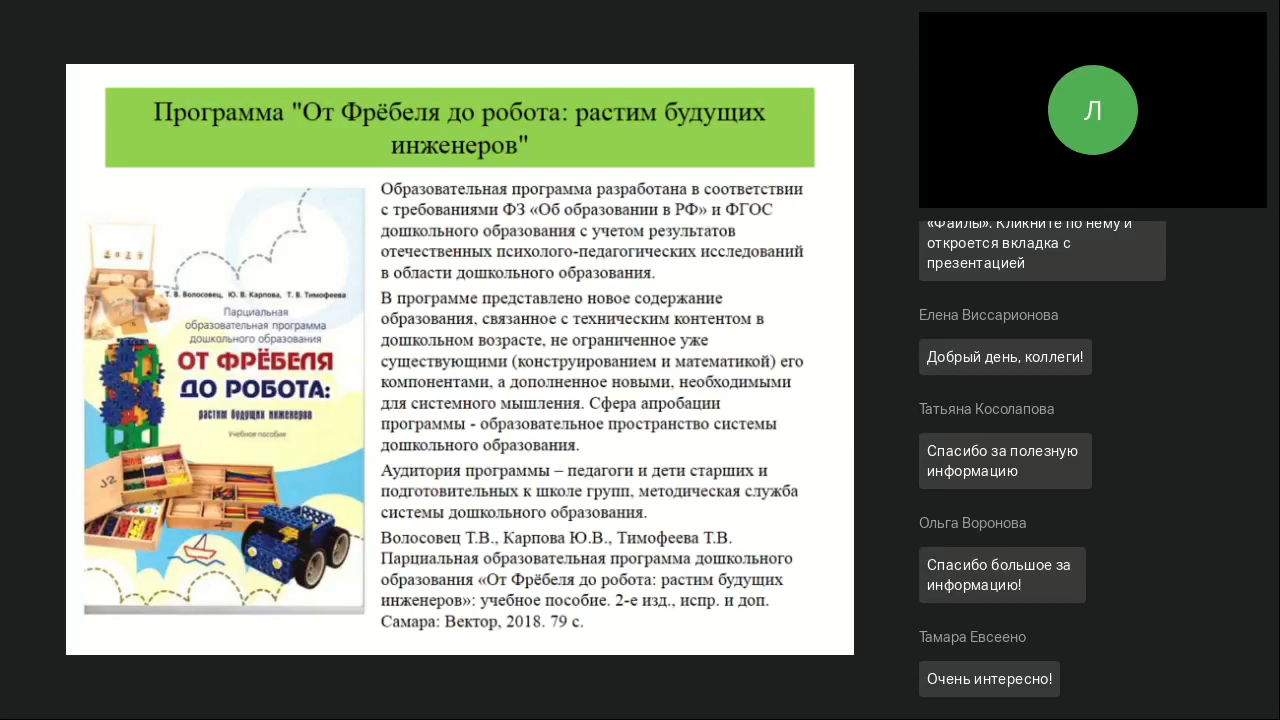 Программа "От Фрёбеля до робота: растим будущих
инженеров"
Т. В. Волосовец, Ю. В. Карпова, Т. В. Тимофеева
Парциальная
образовательная программа
дошкольного образования
ОТ ФРЁБЕЛЯ
ДО РОБОТА:
растим будущих инженеров
Учебное пособие
Образовательная программа разработана в соответствии
с требованиями ФЗ «Об образовании в РФ» и ФГОС
дошкольного образования с учетом результатов
отечественных психолого-педагогических исследований
в области дошкольного образования.
В программе представлено новое содержание
образования, связанное с техническим контентом в
дошкольном возрасте, не ограниченное уже
существующими (конструированием и математикой) его
компонентами, а дополненное новыми, необходимыми
для системного мышления. Сфера апробации
программы - образовательное пространство системы
дошкольного образования.
Аудитория программы – педагоги и дети старших и
подготовительных к школе групп, методическая служба
системы дошкольного образования.
Волосовец Т.В., Карпова Ю.В., Тимофеева Т.В.
Парциальная образовательная программа дошкольного
образования «От Фрёбеля до робота: растим будущих
инженеров»: учебное пособие. 2-е изд., испр. и доп.
Самара: Вектор, 2018. 79 с.
Л
«Файлы». Кликните по нему и
откроется вкладка с
презентацией
Елена Виссарионова
Добрый день, коллеги!
Татьяна Косолапова
Спасибо за полезную
информацию
Ольга Воронова
Спасибо большое за
информацию!
Тамара Евсеено
Очень интересно!